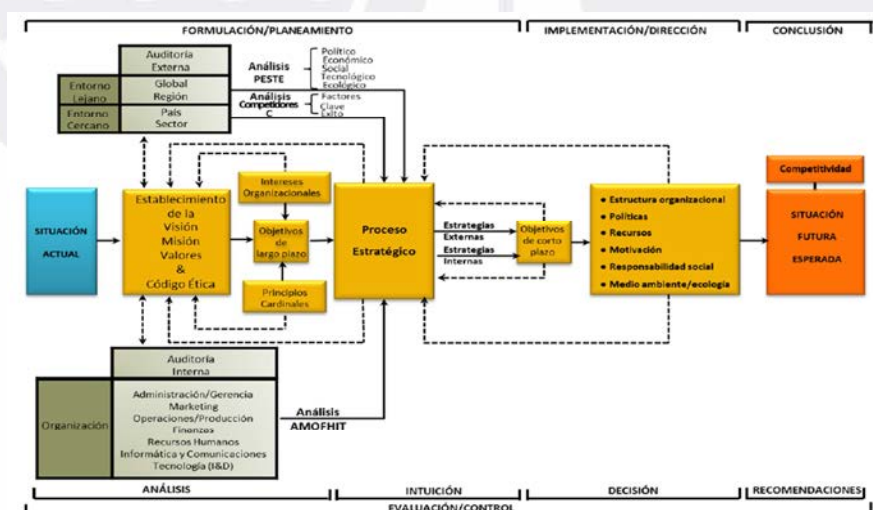 FORMULACIÓN/PLANEAMIENTO
IMPLEMENTACIÓN/DIRECCIÓN
CONCLUSIÓN
Auditoría
Externa
Entorno
Lejano
Global
Región
Entorno
Cercano
País
Sector
Análisis
PESTE
Político
Económico
Social
Tecnológico
Ecológico
Análisis
Competidores
C
Factores
Clave
Éxito
SITUACIÓN
ACTUAL
Establecimiento
de la
Visión
Misión
Valores
&
Código Ética
Intereses
Organizacionales
Objetivos
de
largo plazo
Principios
Cardinales
Proceso
Estratégico
Estrategias
Externas
Estrategias
Internas
Objetivos
de corto
plazo
● Estructura organizacional
● Políticas
● Recursos
● Motivación
● Responsabilidad social
● Medio ambiente/ecología
Competitividad
SITUACIÓN
FUTURA
ESPERADA
Auditoría
Interna
Organización
Administración/Gerencia
Marketing
Operaciones/Producción
Finanzas
Recursos Humanos
Informática y Comunicaciones
Tecnología (I&D)
Análisis
AMOFHIT
ANÁLISIS
INTUICIÓN
DECISIÓN
RECOMENDACIONES
EVALUACIÓN/CONTROL